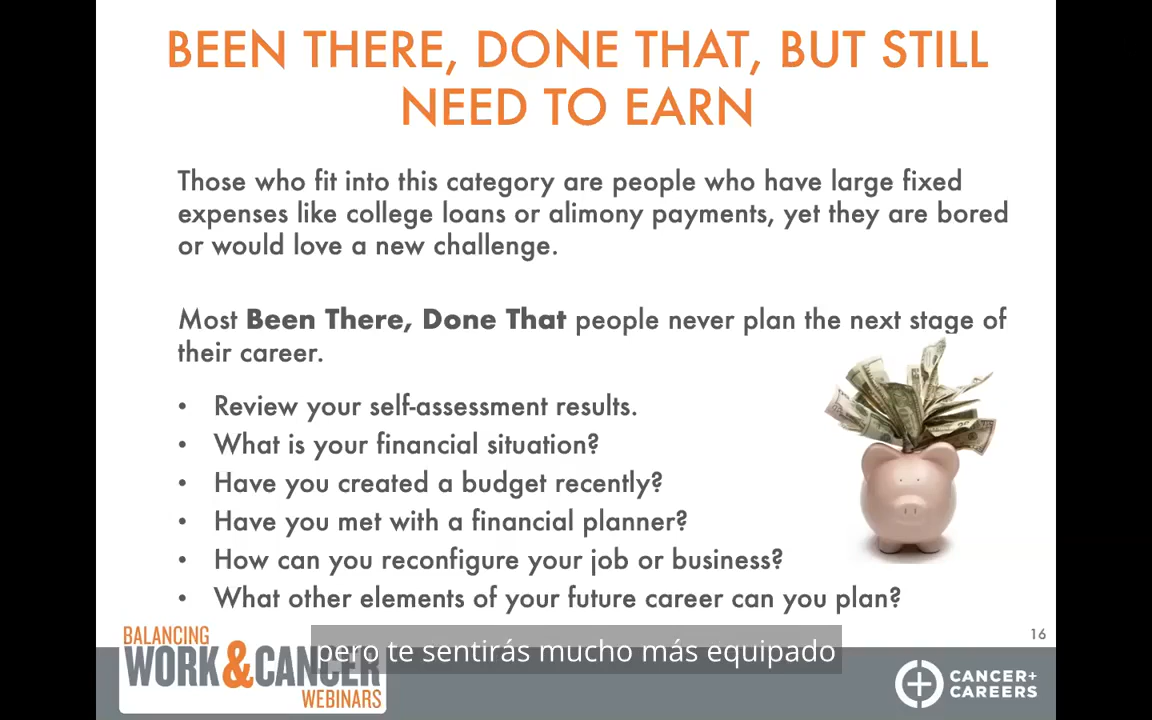 BEEN THERE, DONE THAT, BUT STILL
NEED TO EARN
Those who fit into this category are people who have large fixed
expenses like college loans or alimony payments, yet they are bored
or would love a new challenge.
Most Been There, Done That people never plan the next stage of
their career.
• Review your self-assessment results.
• What is your financial situation?
• Have you created a budget recently?
• Have you met with a financial planner?
• How can you reconfigure your job or business?
• What other elements of your future career can you plan?
16
BALANCING
WORK & CANCER
WEBINARS
pero te sentirás mucho más equipado
CANCER+
CAREERS